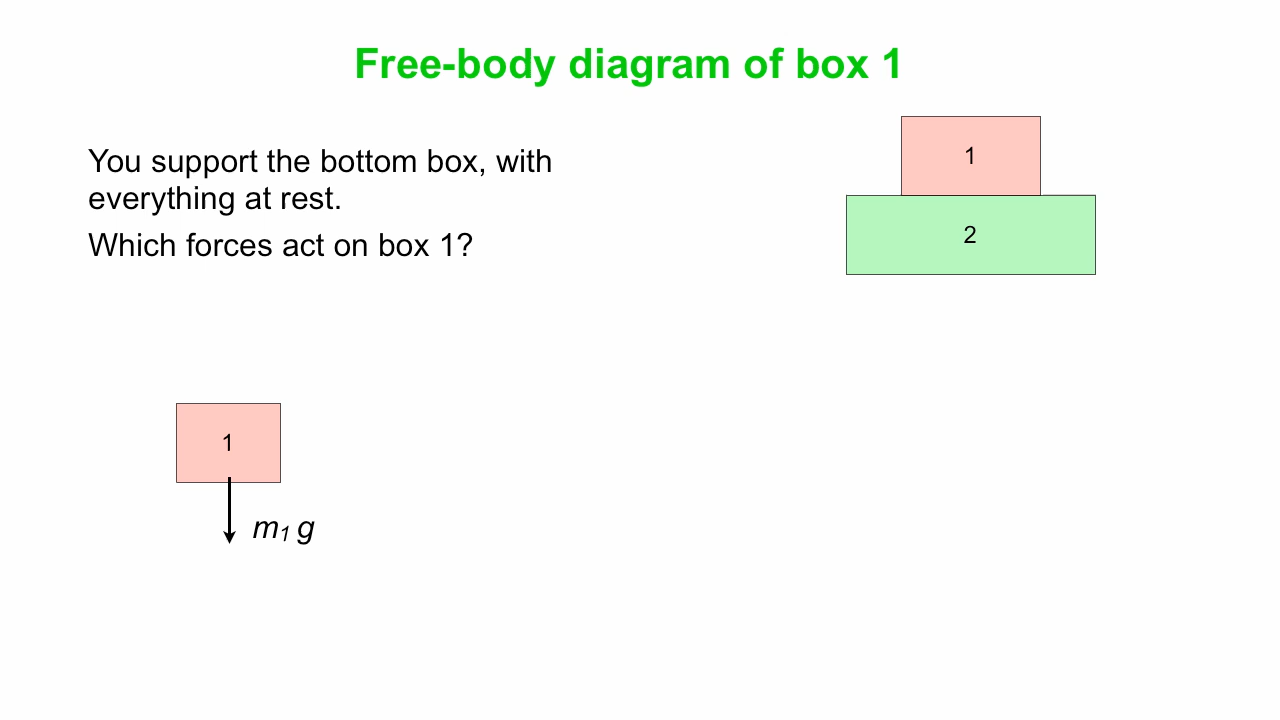 Free-body diagram of box 1
You support the bottom box, with
everything at rest.
Which forces act on box 1?
1
2
1
m₁ g